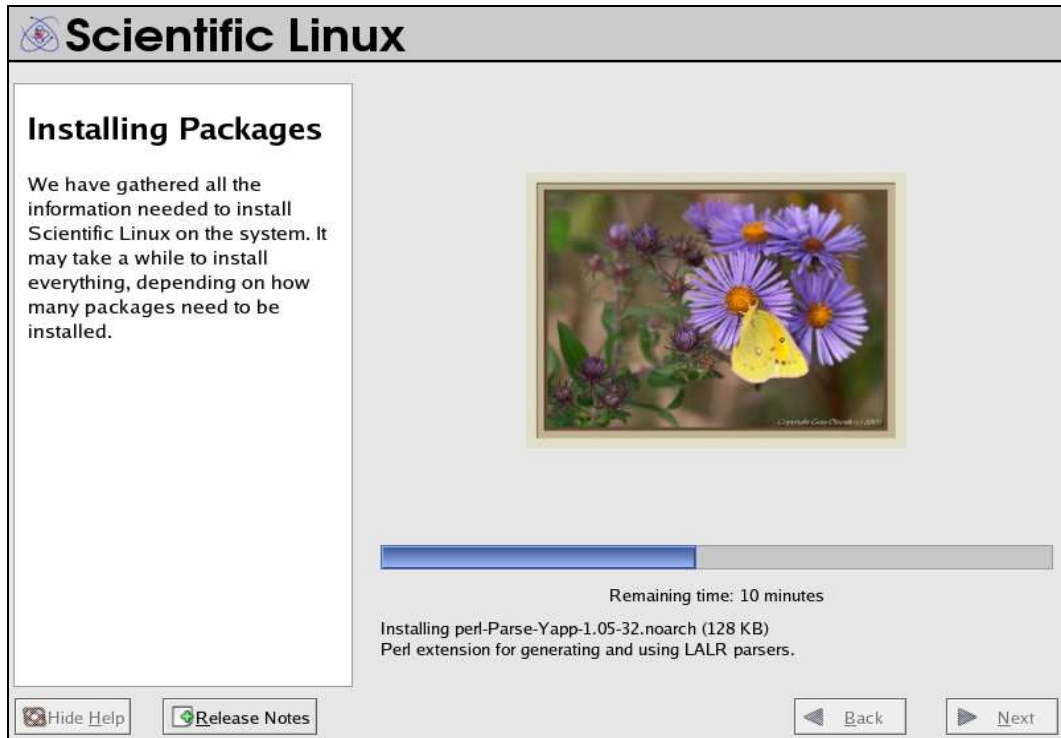 Scientific Linux
Installing Packages
We have gathered all the
information needed to install
Scientific Linux on the system. It
may take a while to install
everything, depending on how
many packages need to be
installed.
Remaining time: 10 minutes
Installing perl-Parse-Yapp-1.05-32.noarch (128 KB)
Perl extension for generating and using LALR parsers.
Hide Help
Release Notes
Back
Next